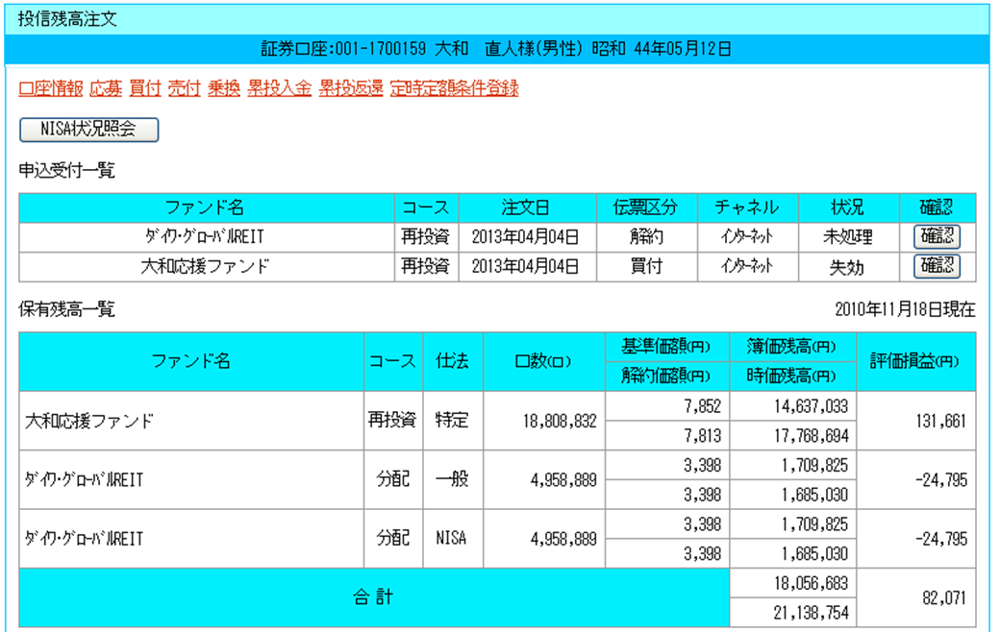 投信残高注文
証券口座:001-1700159 大和　直人様(男性) 昭和 44年05月12日
口座情報 応募 買付 売付 乗換 累投入金 累投返還 定時定額条件登録
NISA状況照会
申込受付一覧
ファンド名 コース 注文日 伝票区分 チャネル 状況 確認
ﾀﾞｲﾜ･ｸﾞﾛｰﾊﾞﾙREIT 再投資 2013年04月04日 解約 ｲﾝﾀｰﾈｯﾄ 未処理 確認
大和応援ファンド 再投資 2013年04月04日 買付 ｲﾝﾀｰﾈｯﾄ 失効 確認
保有残高一覧 2010年11月18日現在
ファンド名 コース 仕法 口数(口) 基準価額(円) 簿価残高(円) 評価損益(円)
解約価額(円) 時価残高(円)
大和応援ファンド 再投資 特定 18,808,832 7,852 14,637,033 131,661
7,813 17,768,694
ﾀﾞｲﾜ･ｸﾞﾛｰﾊﾞﾙREIT 分配 一般 4,958,889 3,398 1,709,825 -24,795
3,398 1,685,030
ﾀﾞｲﾜ･ｸﾞﾛｰﾊﾞﾙREIT 分配 NISA 4,958,889 3,398 1,709,825 -24,795
3,398 1,685,030
合計 18,056,683 82,071
21,138,754